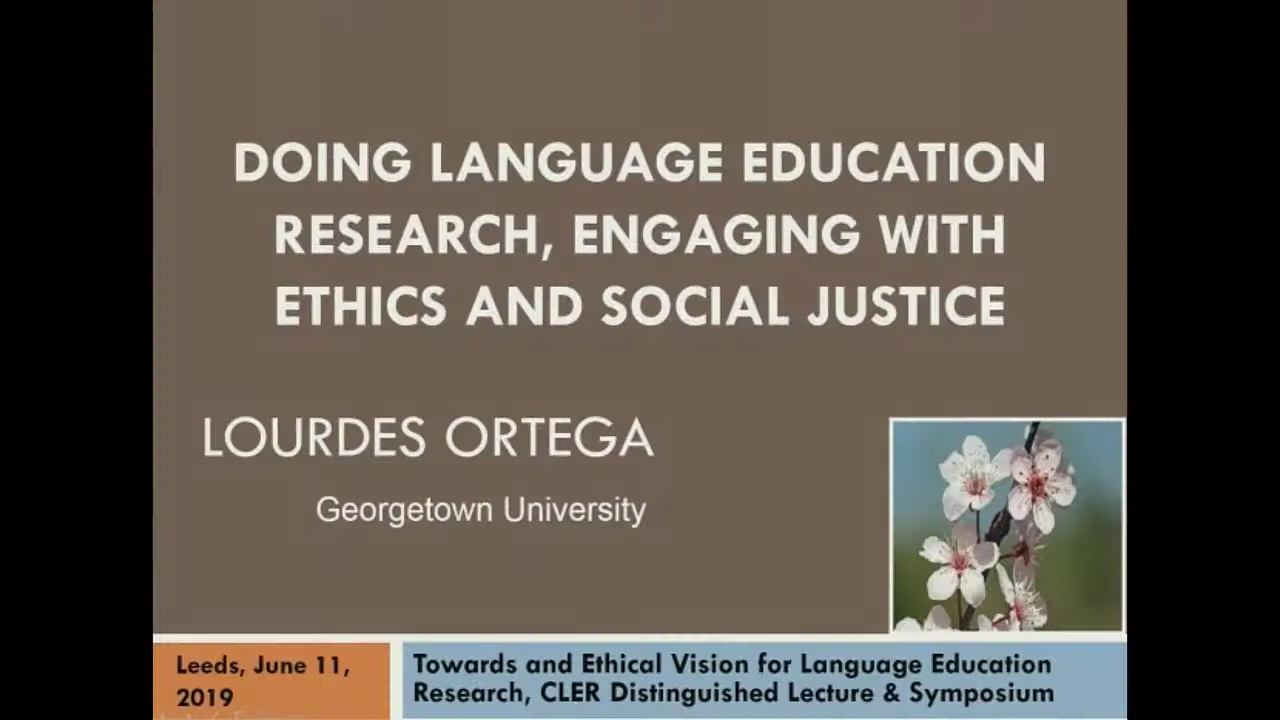 DOING LANGUAGE EDUCATION
RESEARCH, ENGAGING WITH
ETHICS AND SOCIAL JUSTICE
LOURDES ORTEGA
Georgetown University
Leeds, June 11,
2019
Towards and Ethical Vision for Language Education
Research, CLER Distinguished Lecture & Symposium